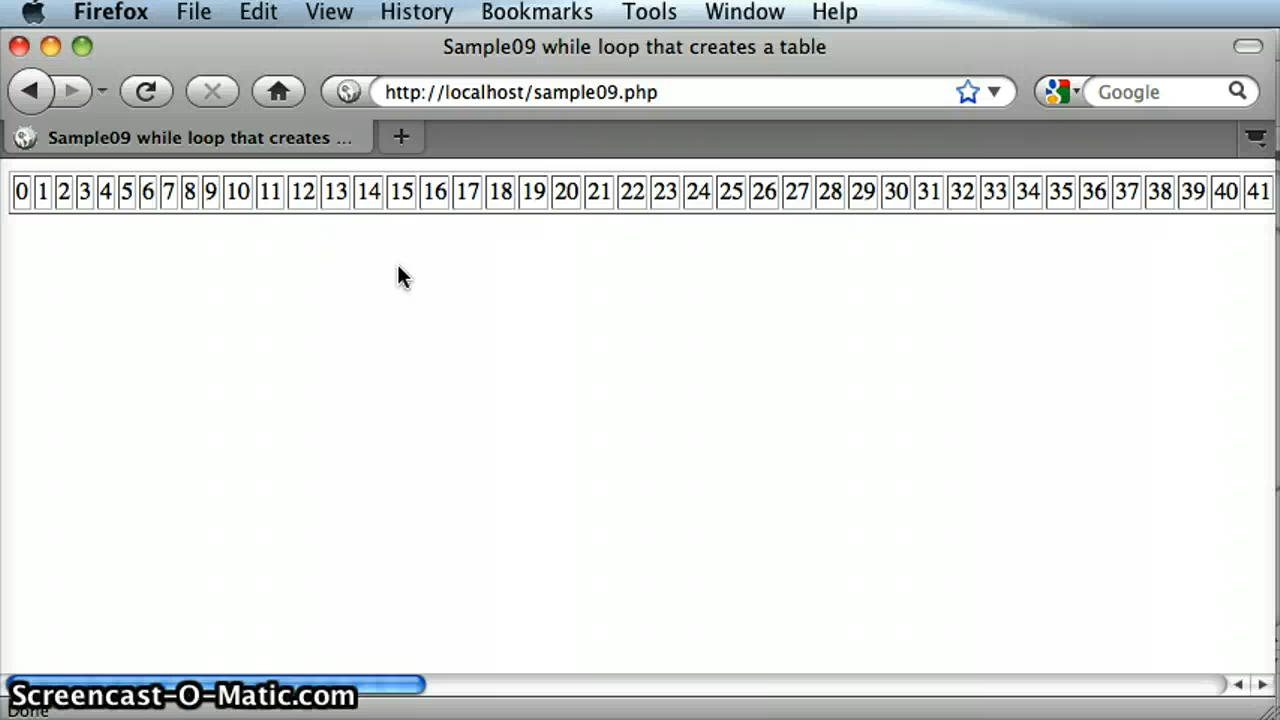 Firefox File Edit View History Bookmarks Tools Window Help
Sample09 while loop that creates a table
http://localhost/sample09.php Google
Sample09 while loop that creates ... +
0 1 2 3 4 5 6 7 8 9 10 11 12 13 14 15 16 17 18 19 20 21 22 23 24 25 26 27 28 29 30 31 32 33 34 35 36 37 38 39 40 41
Screencast-O-Matic.com
Done